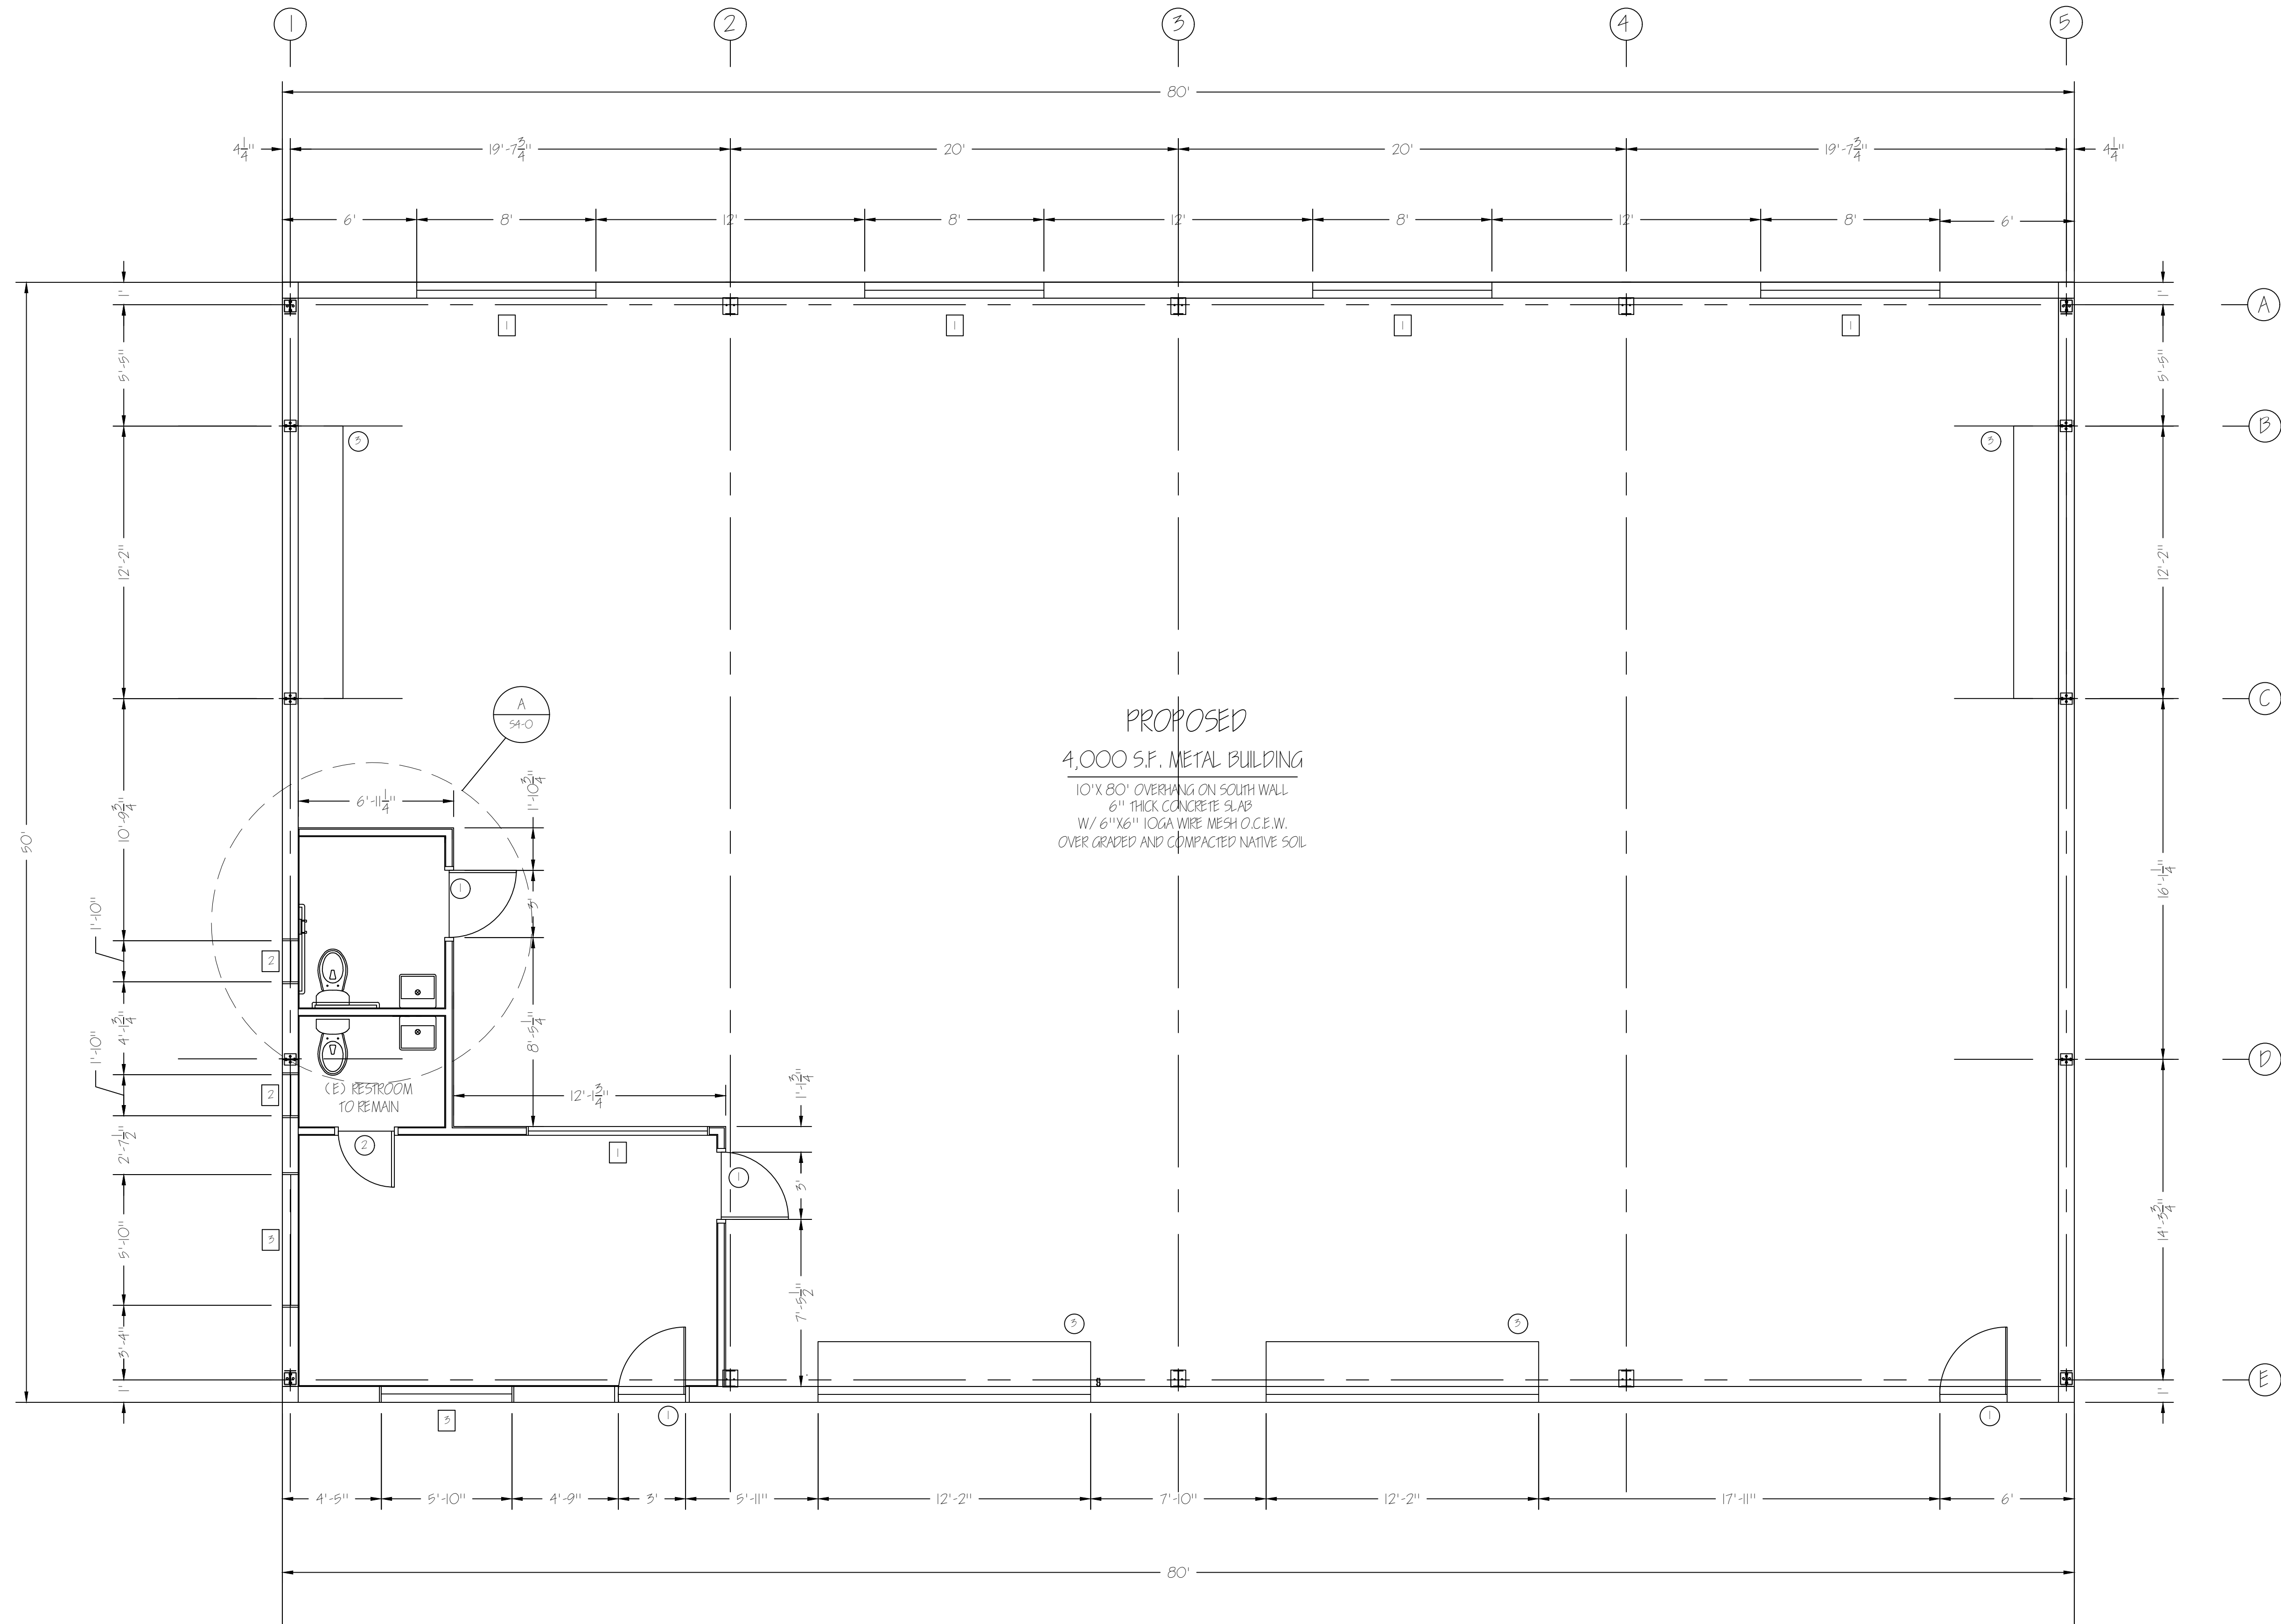 1 2 3 4 5
80'
4 1/4" 19'-7 3/4" 20' 20' 19'-7 3/4" 4 1/4"
6' 8' 12' 8' 12' 8' 12' 8' 6'
1' 1'
A
1 1 1 1
5'-5" 5'-5"
B
3 3
12'-2" 12'-2"
C
A
S4-0
PROPOSED
4,000 S.F. METAL BUILDING
10'X 80' OVERHANG ON SOUTH WALL
6" THICK CONCRETE SLAB
W/ 6"X6" 10GA WIRE MESH O.C.E.W.
OVER GRADED AND COMPACTED NATIVE SOIL
50'
10'-9 3/4"
6'-11 1/4"
1'-10 3/4"
16'-1 1/4"
1
3'
1'-10"
2
4'-1 3/4"
8'-5 1/4"
1'-10"
D
2
(E) RESTROOM
TO REMAIN
12'-1 3/4"
1'-1 3/4"
2'-7 1/2"
2
1
1
3'
14'-3 3/4"
3
5'-10"
7'-5 1/2"
3 3
3'-4"
E
1' 1'
3 1 1
4'-5" 5'-10" 4'-9" 3' 5'-11" 12'-2" 7'-10" 12'-2" 17'-11" 6'
80'